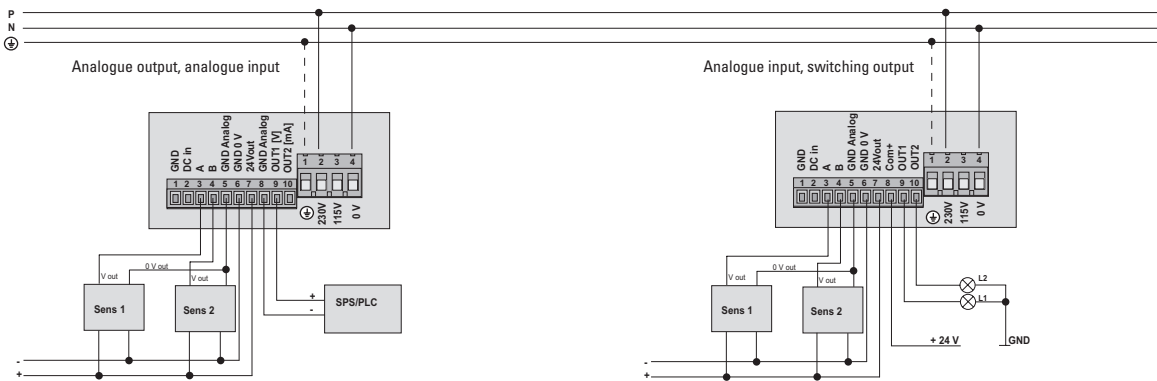 P
N
Analogue output, analogue input
Analogue input, switching output
GND
DC in
A
B
GND Analog
GND 0 V
24Vout
GND Analog
OUT1 [V]
OUT2 [mA]
1 2 3 4 5 6 7 8 9 10
1 2 3 4
230V
115V
0 V
V out
0 V out
V out
Sens 1
Sens 2
+
-
SPS/PLC
-
+
GND
DC in
A
B
GND Analog
GND 0 V
24Vout
Com+
OUT1
OUT2
1 2 3 4 5 6 7 8 9 10
1 2 3 4
230V
115V
0 V
V out
0 V out
V out
Sens 1
Sens 2
L2
L1
+ 24 V
GND
-
+